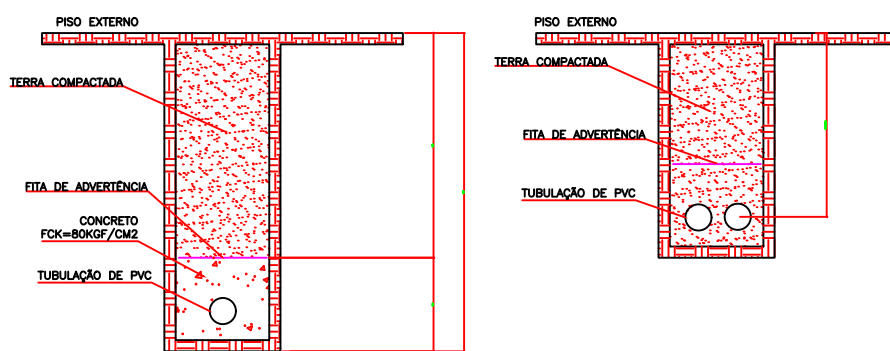 PISO EXTERNO
TERRA COMPACTADA
FITA DE ADVERTÊNCIA
CONCRETO
FCK=80KGF/CM2
TUBULAÇÃO DE PVC
PISO EXTERNO
TERRA COMPACTADA
FITA DE ADVERTÊNCIA
TUBULAÇÃO DE PVC